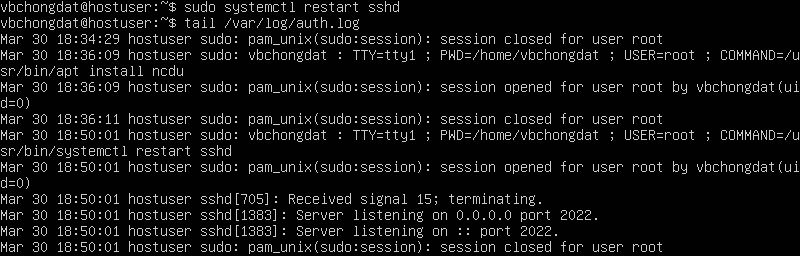 vbchongdat@hostuser:~$ sudo systemctl restart sshd
vbchongdat@hostuser:~$ tail /var/log/auth.log
Mar 30 18:34:29 hostuser sudo: pam_unix(sudo:session): session closed for user root
Mar 30 18:36:09 hostuser sudo: vbchongdat : TTY=tty1 ; PWD=/home/vbchongdat ; USER=root ; COMMAND=/u
sr/bin/apt install ncdu
Mar 30 18:36:09 hostuser sudo: pam_unix(sudo:session): session opened for user root by vbchongdat(ui
d=0)
Mar 30 18:36:11 hostuser sudo: pam_unix(sudo:session): session closed for user root
Mar 30 18:50:01 hostuser sudo: vbchongdat : TTY=tty1 ; PWD=/home/vbchongdat ; USER=root ; COMMAND=/u
sr/bin/systemctl restart sshd
Mar 30 18:50:01 hostuser sudo: pam_unix(sudo:session): session opened for user root by vbchongdat(ui
d=0)
Mar 30 18:50:01 hostuser sshd[705]: Received signal 15; terminating.
Mar 30 18:50:01 hostuser sshd[1383]: Server listening on 0.0.0.0 port 2022.
Mar 30 18:50:01 hostuser sshd[1383]: Server listening on :: port 2022.
Mar 30 18:50:01 hostuser sudo: pam_unix(sudo:session): session closed for user root